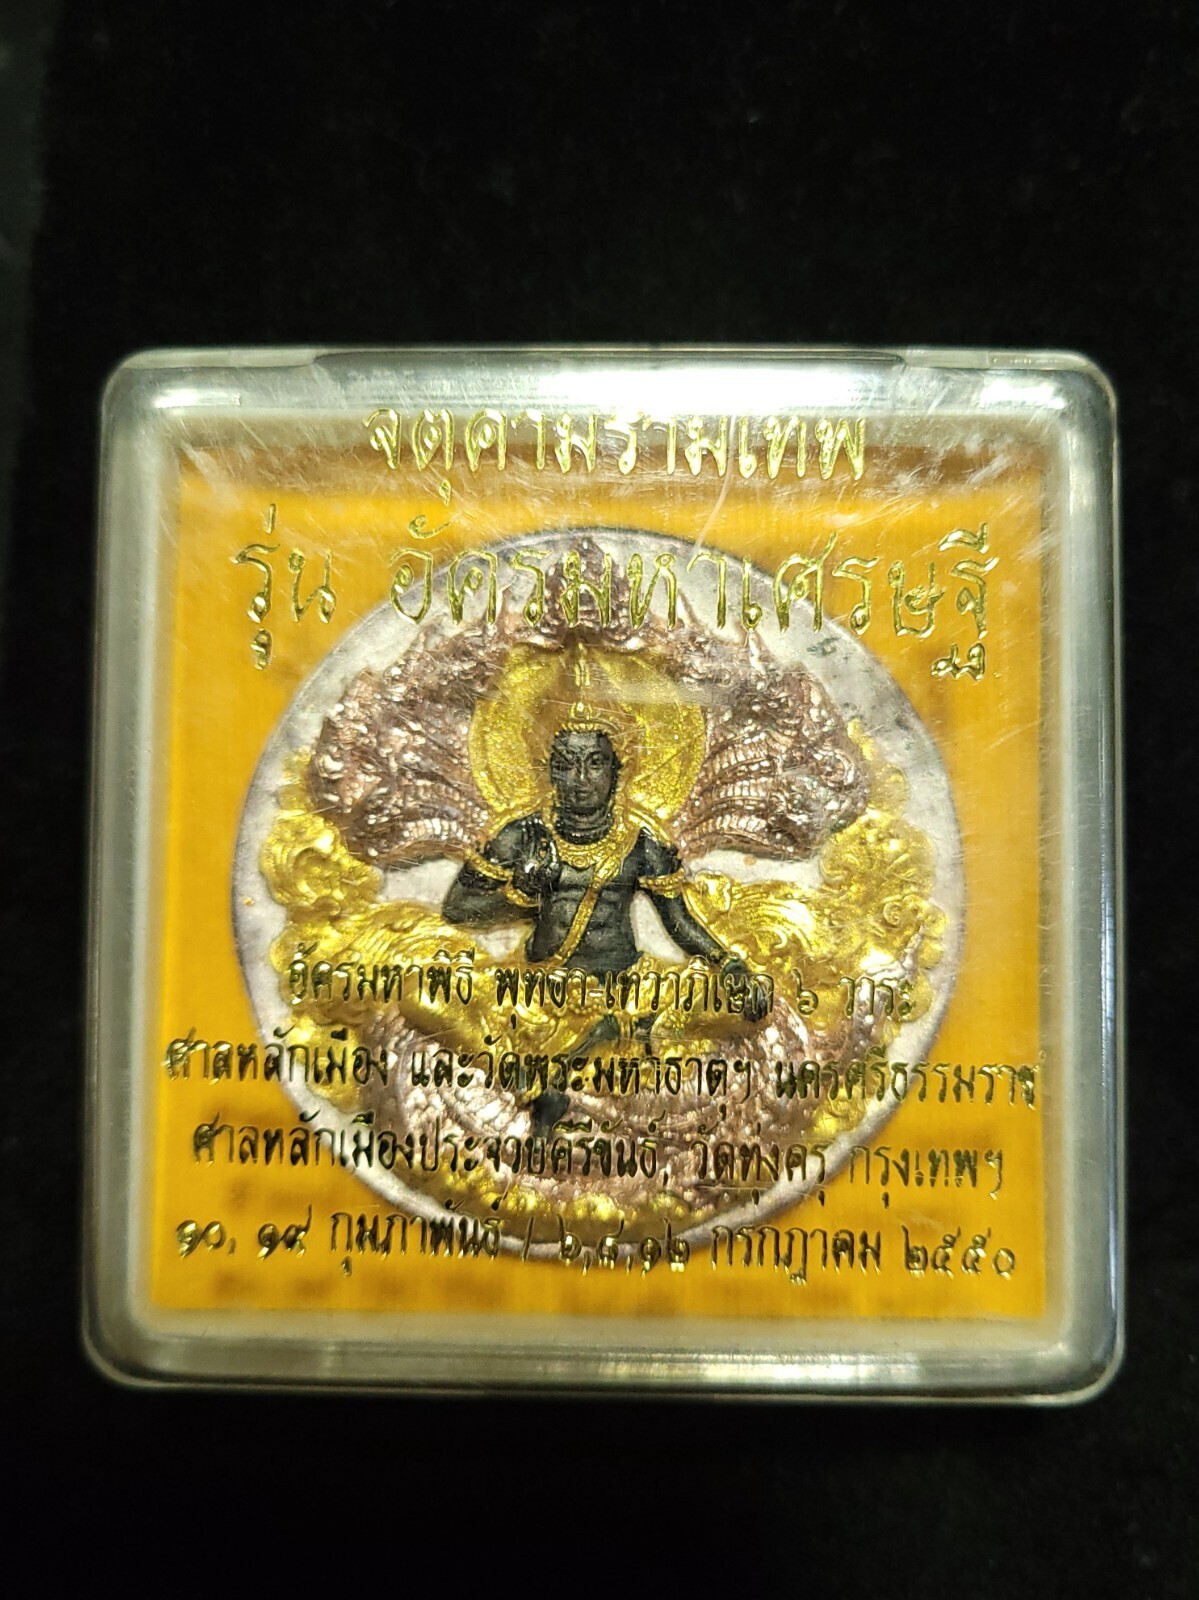 จตุคามรามเทพ
รุ่น อัครมหาเศรษฐี
อัครมหาพิธี พุทธา-เทวาภิเษก ๖ วาระ
ศาลหลักเมือง และวัดพระมหาธาตุฯ นครศรีธรรมราช
ศาลหลักเมืองประจวบคีรีขันธ์, วัดทุ่งครุ กรุงเทพฯ
๑๐, ๑๙ กุมภาพันธ์ / ๖,๘,๑๒ กรกฎาคม ๒๕๕๐